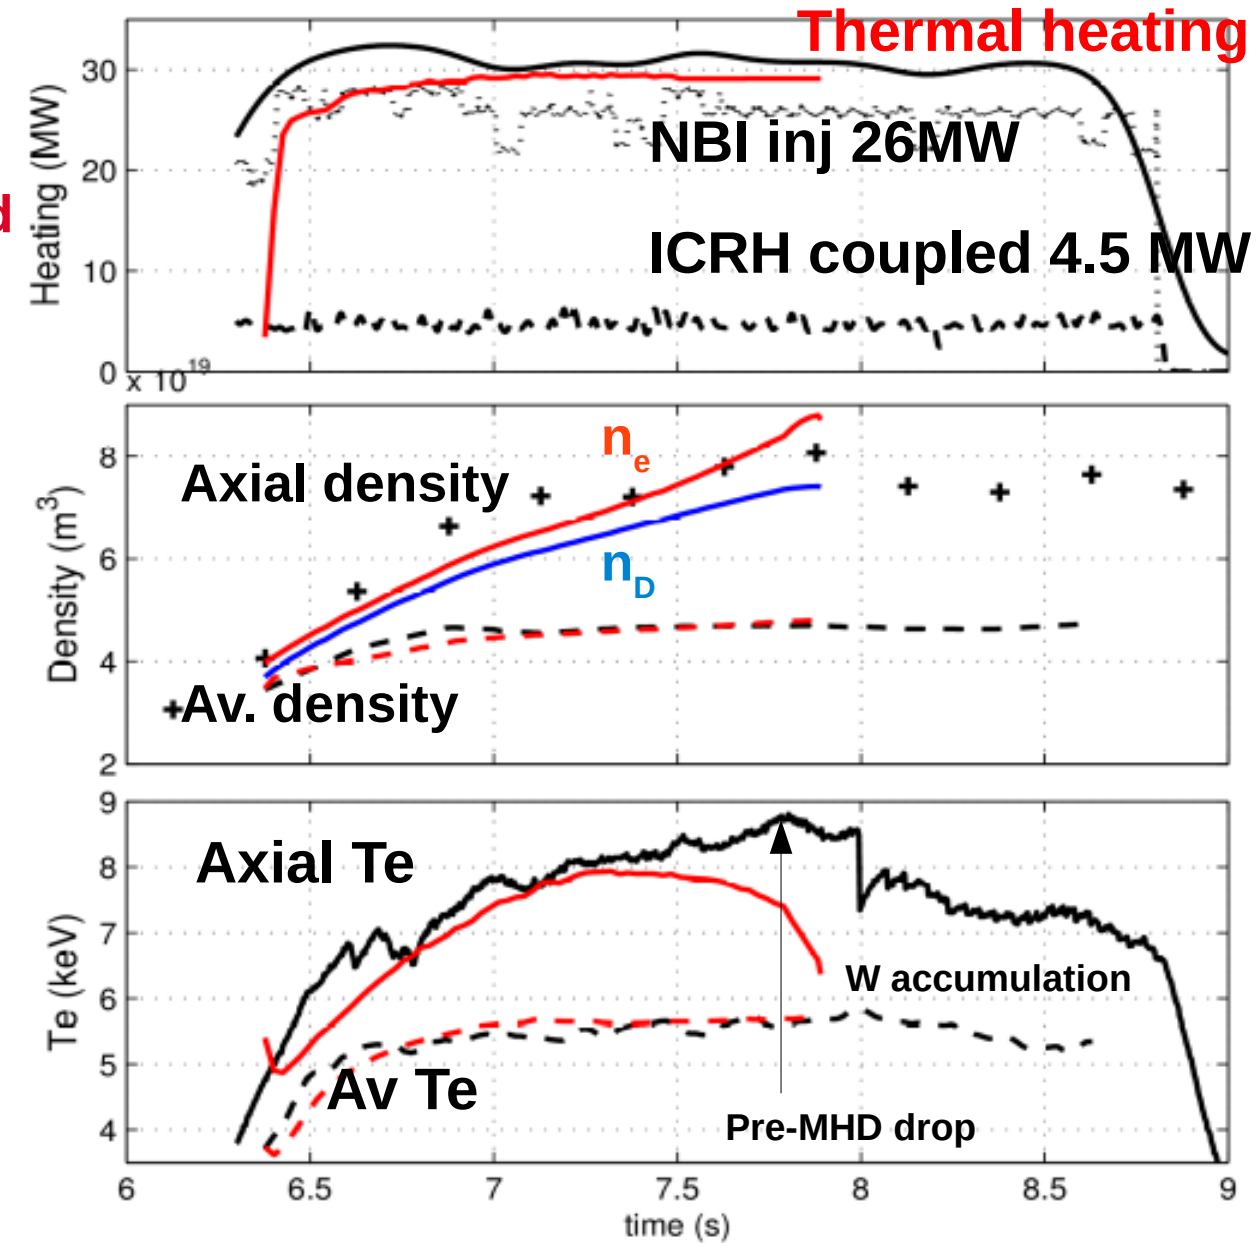 Thermal heating
30
NBI inj 26MW
20
d
Heating (MW)
ICRH coupled 4.5 MW
10
0
x 10^19
8
Axial density
n_e
Density (m^3)
6
n_D
4
Av. density
2
9
Axial Te
8
7
Te (keV)
W accumulation
6
5
Av Te
Pre-MHD drop
4
6 6.5 7 7.5 8 8.5 9
time (s)